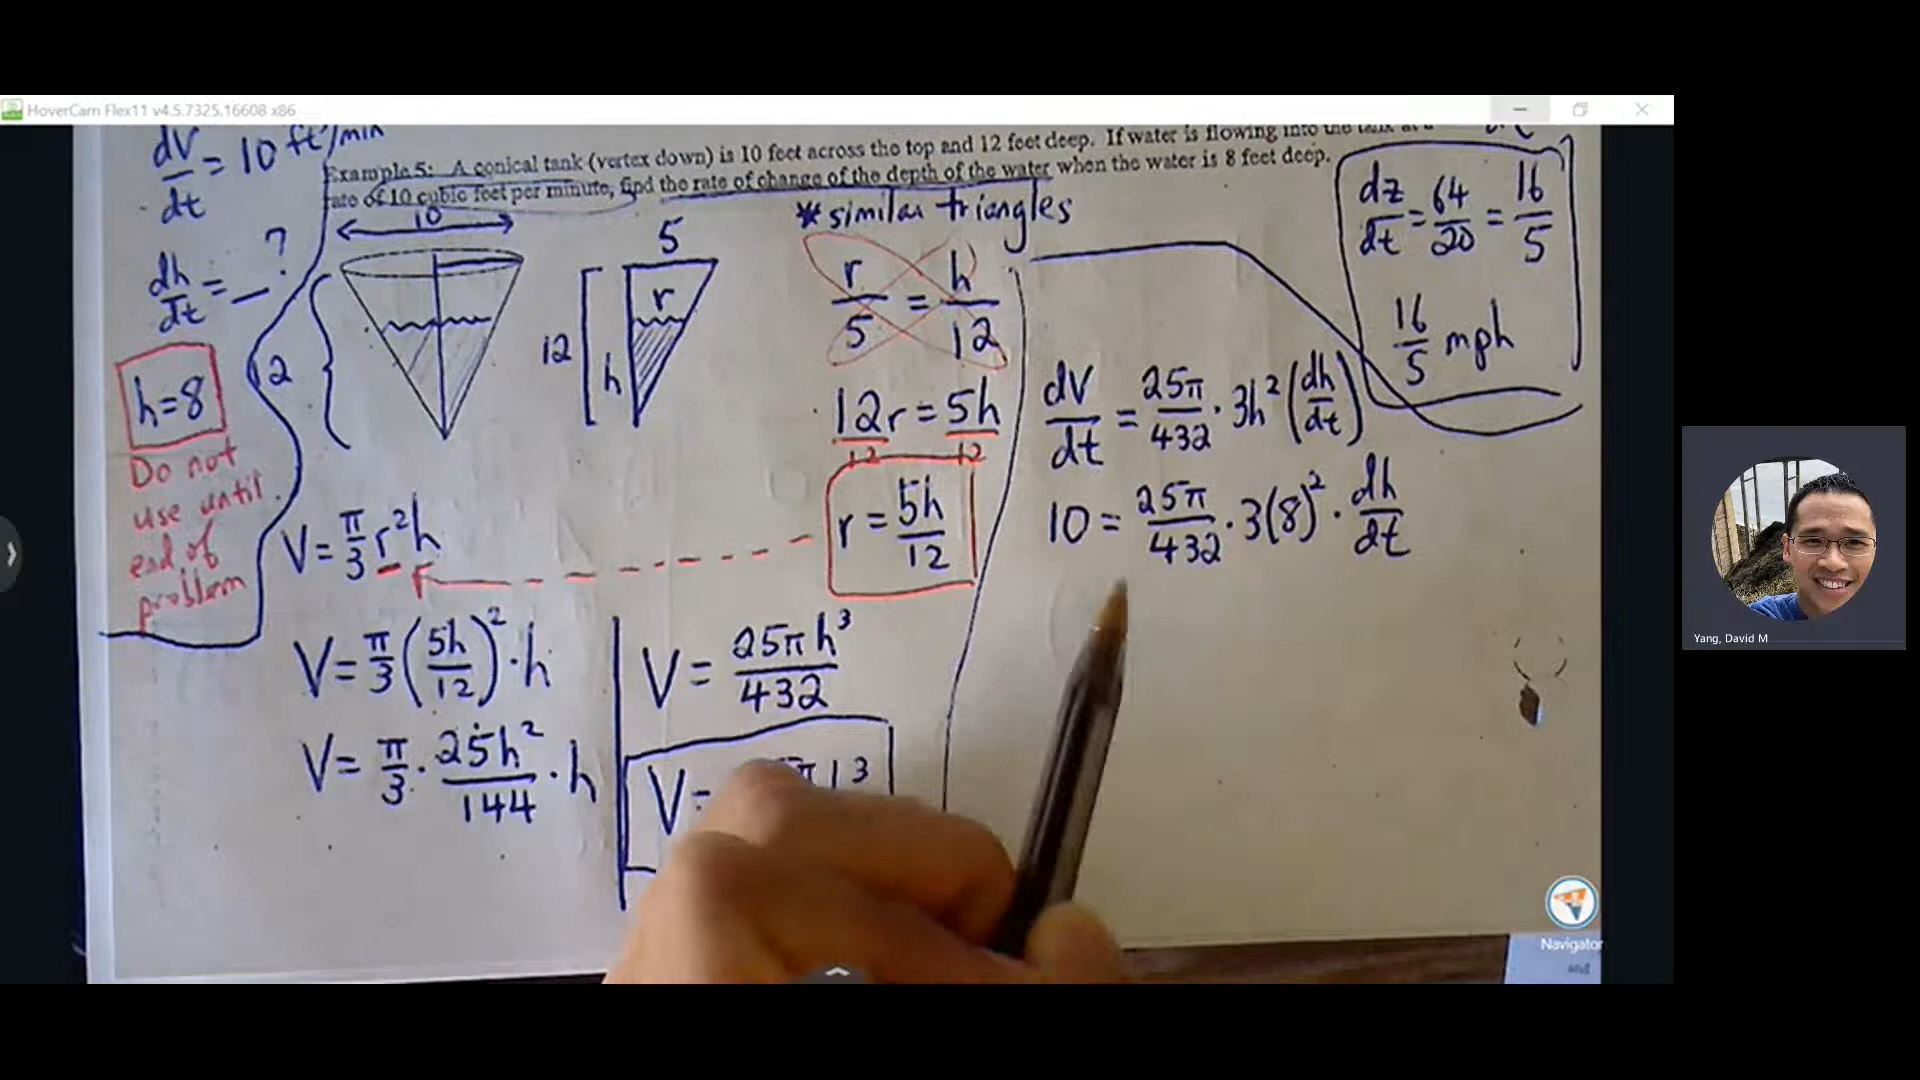 HoverCam Flex11 v4.5.7325.16608 x86
dV/dt = 10 ft³/min
Example 5: A conical tank (vertex down) is 10 feet across the top and 12 feet deep. If water is flowing into the tank at a
rate of 10 cubic feet per minute, find the rate of change of the depth of the water when the water is 8 feet deep.
dh/dt = _?
h=8
Do not
use until
end of
problem
10
12
5
12
r
h
*similar triangles
r/5 = h/12
12r = 5h
12 12
r = 5h/12
V = π/3 r²h
V = π/3 (5h/12)² · h
V = π/3 · 25h²/144 · h
V = 25πh³/432
V =
dz/dt = 64/20 = 16/5
16/5 mph
dV/dt = 25π/432 · 3h² (dh/dt)
10 = 25π/432 · 3(8)² · dh/dt
Yang, David M
Navigator